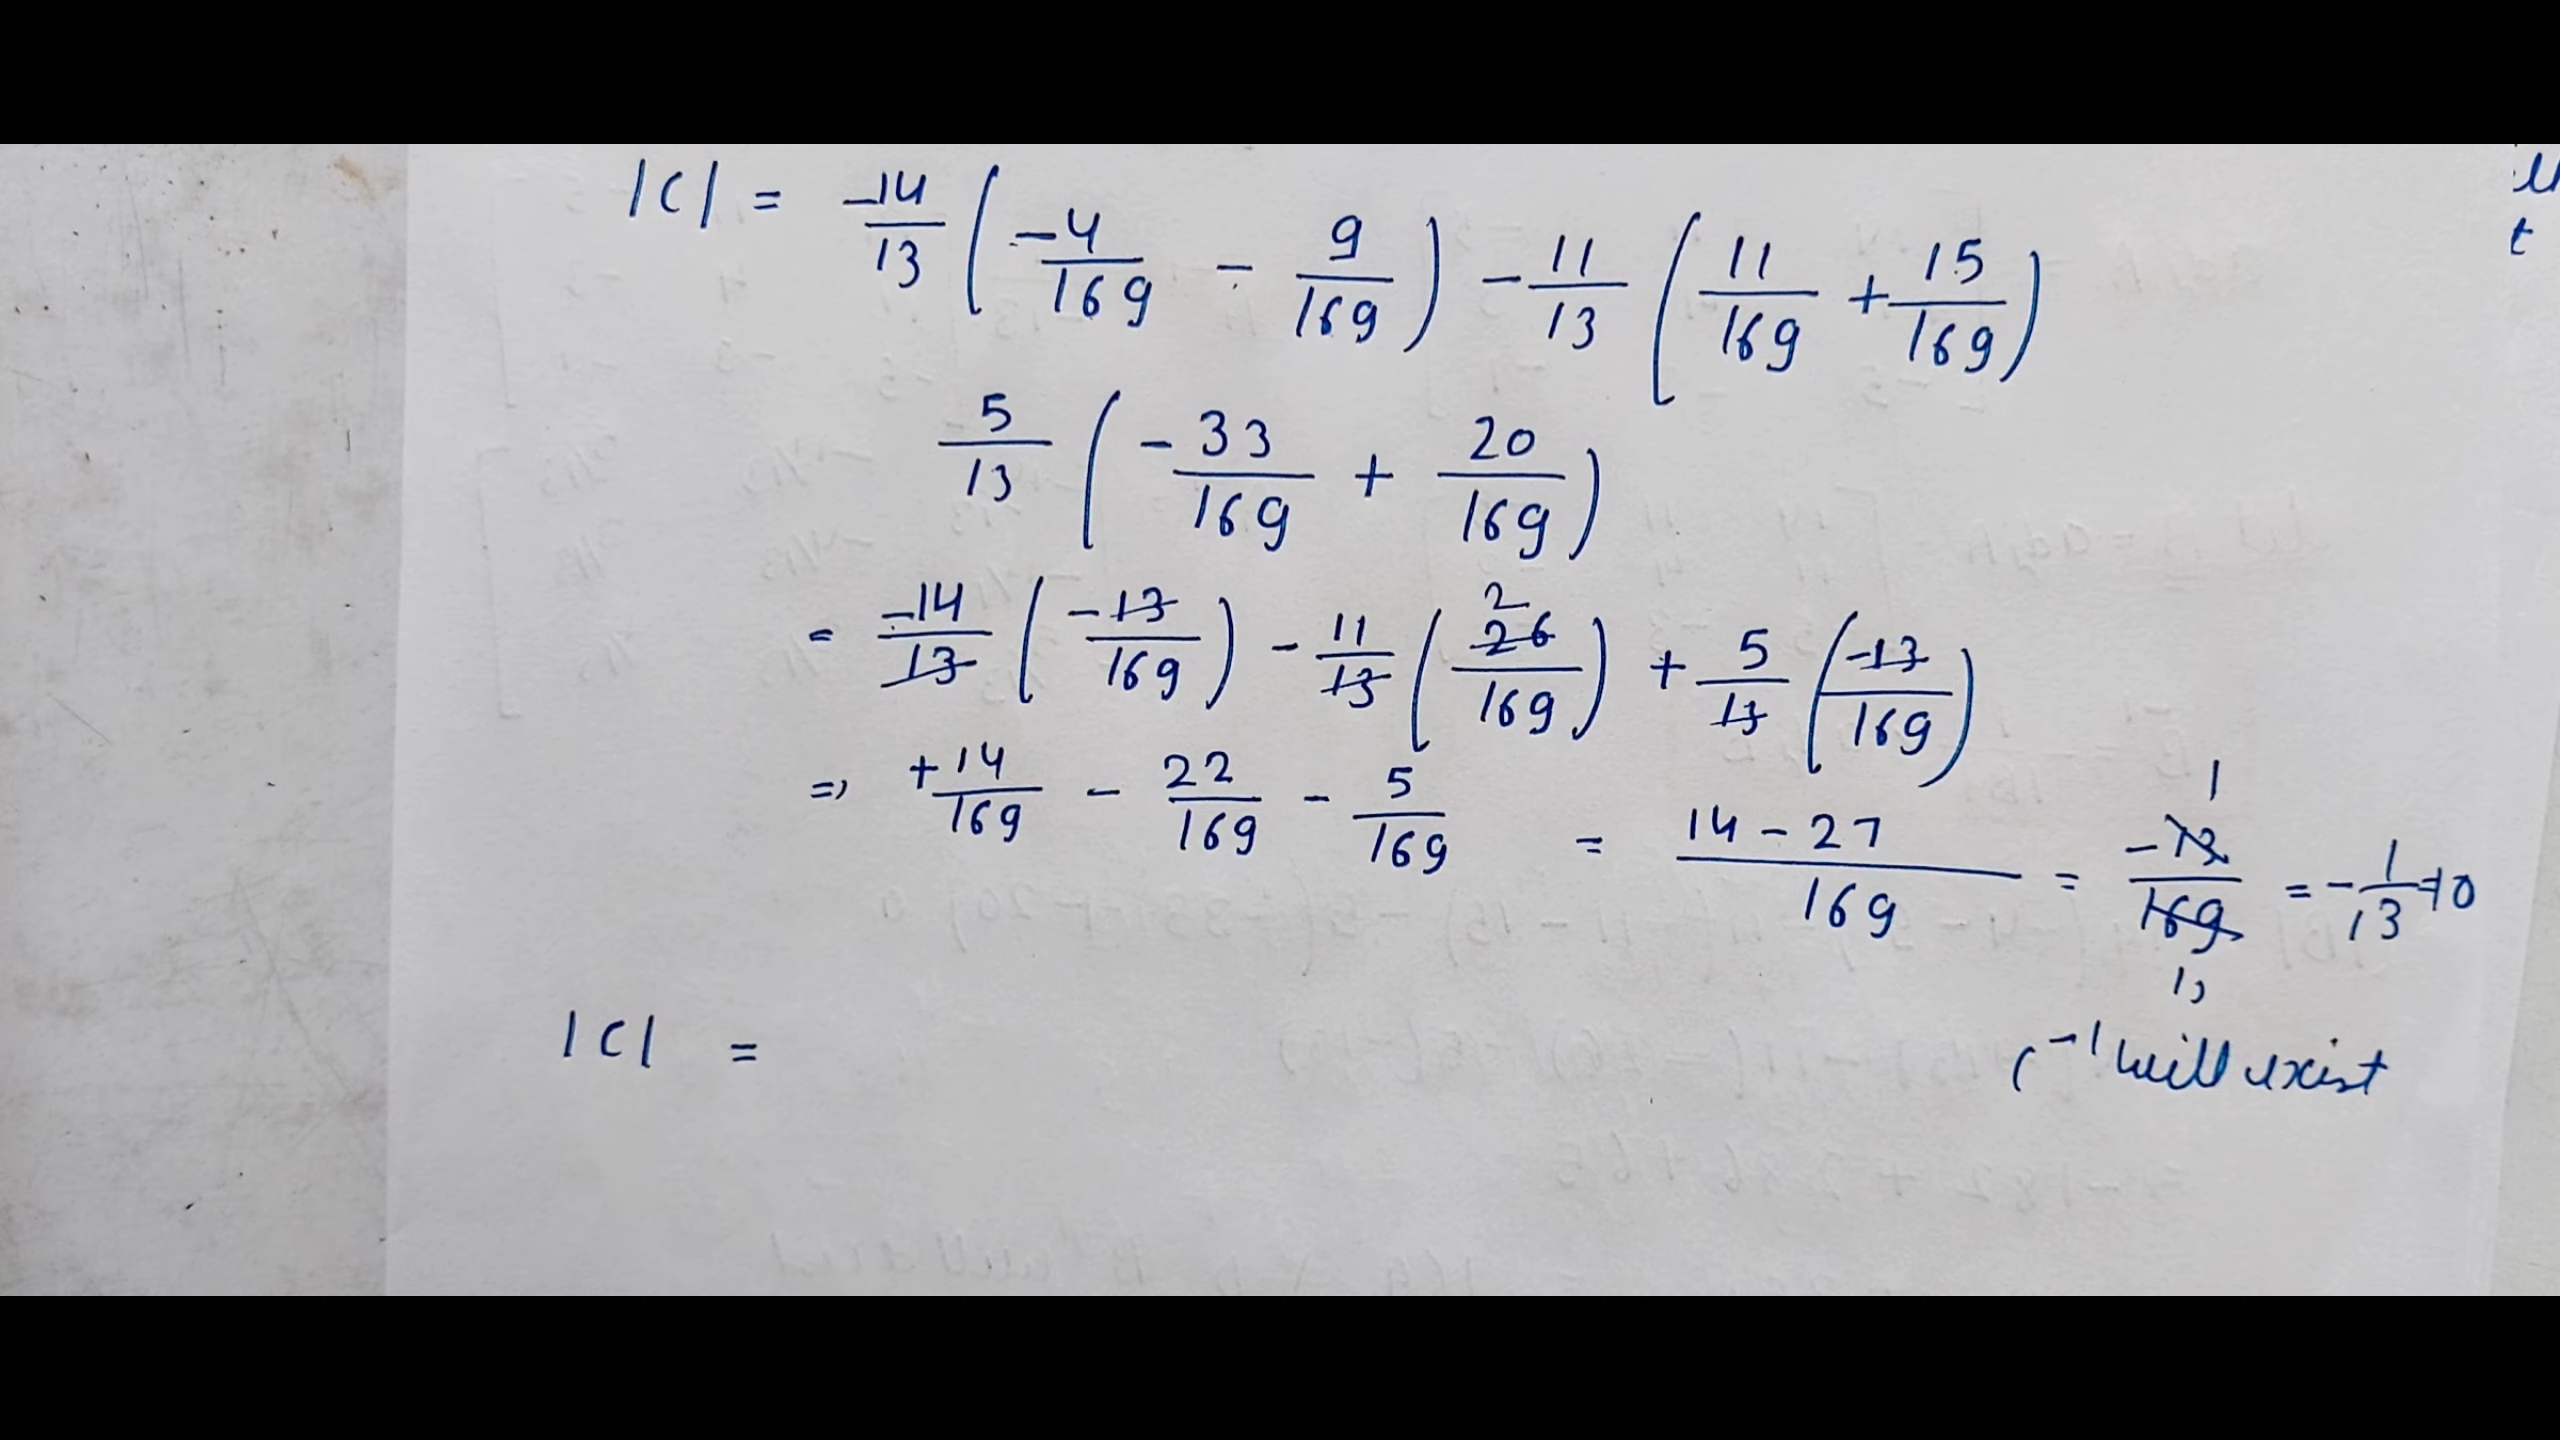 |C| = -14/13 ( -4/169 - 9/169 ) - 11/13 ( 11/169 + 15/169 )
5/13 ( -33/169 + 20/169 )
= -14/13 ( -13/169 ) - 11/13 ( 26/169 ) 2 + 5/13 ( -13/169 )
=> +14/169 - 22/169 - 5/169 = 14-27/169 = -13/169 1 = -1/13 ≠ 0
|C| =
C⁻¹ will exist